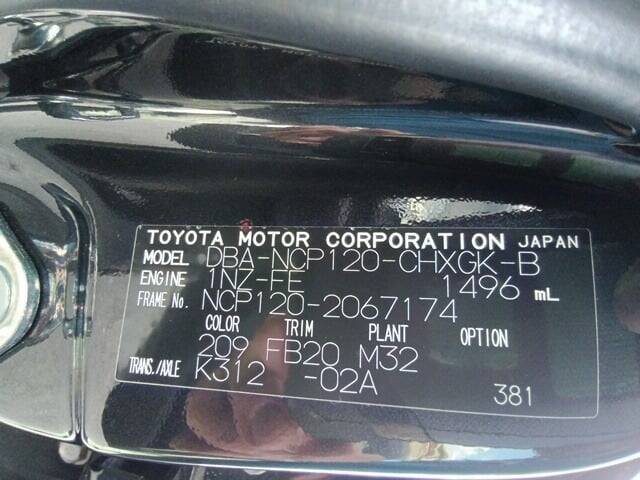 TOYOTA MOTOR CORPORATION JAPAN
MODEL DBA-NCP120-CHXGK-B
ENGINE 1NZ-FE 1496 mL
FRAME No. NCP120-2067174
COLOR TRIM PLANT OPTION
209 FB20 M32
TRANS./AXLE K312 -02A 381